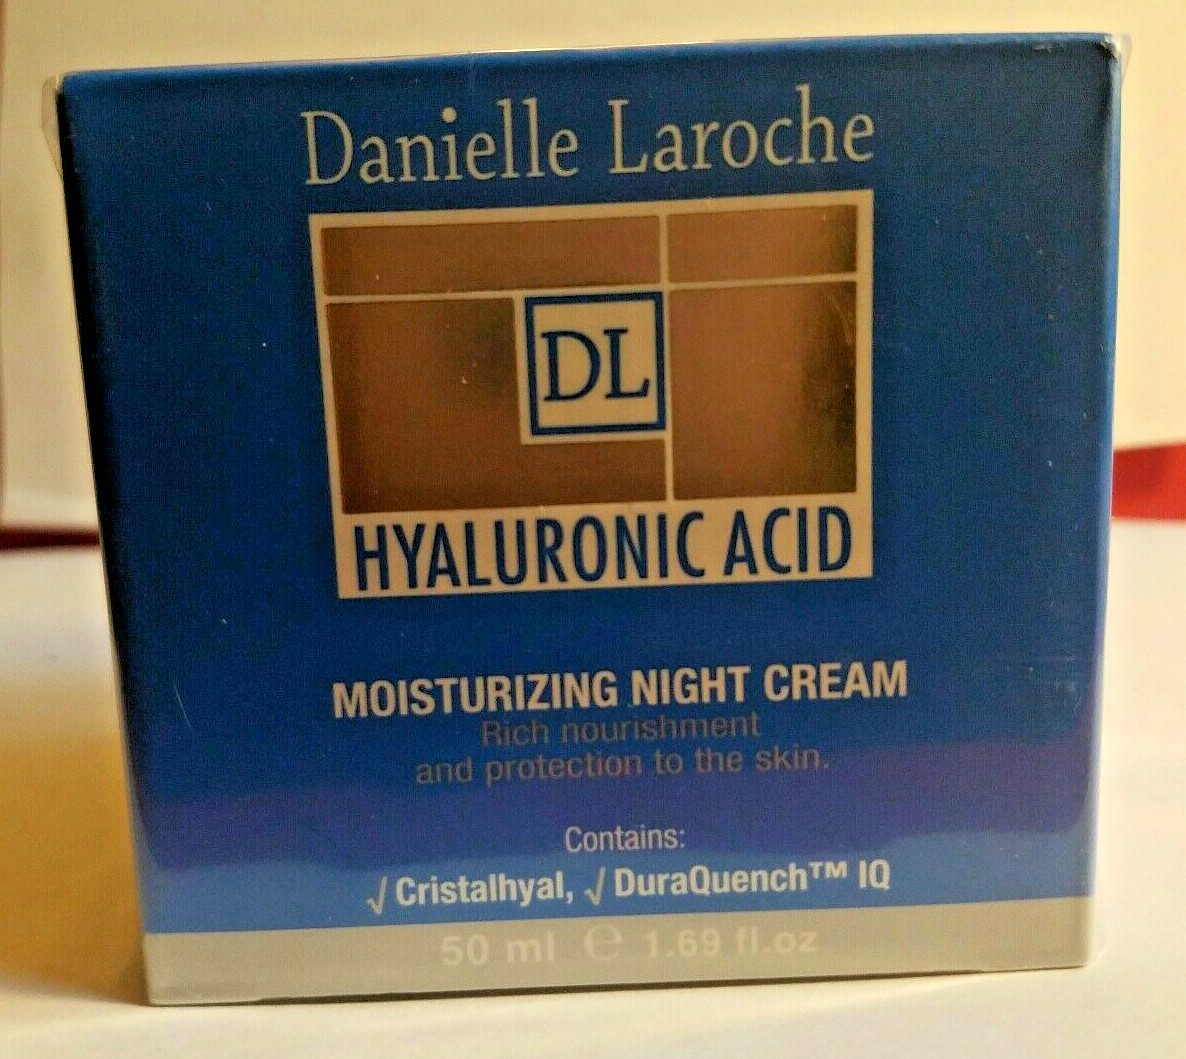 Danielle Laroche
DL
HYALURONIC ACID
MOISTURIZING NIGHT CREAM
Rich nourishment
and protection to the skin.
Contains:
√ Cristalhyal, √ DuraQuench™ IQ
50 ml ℮ 1.69 fl.oz